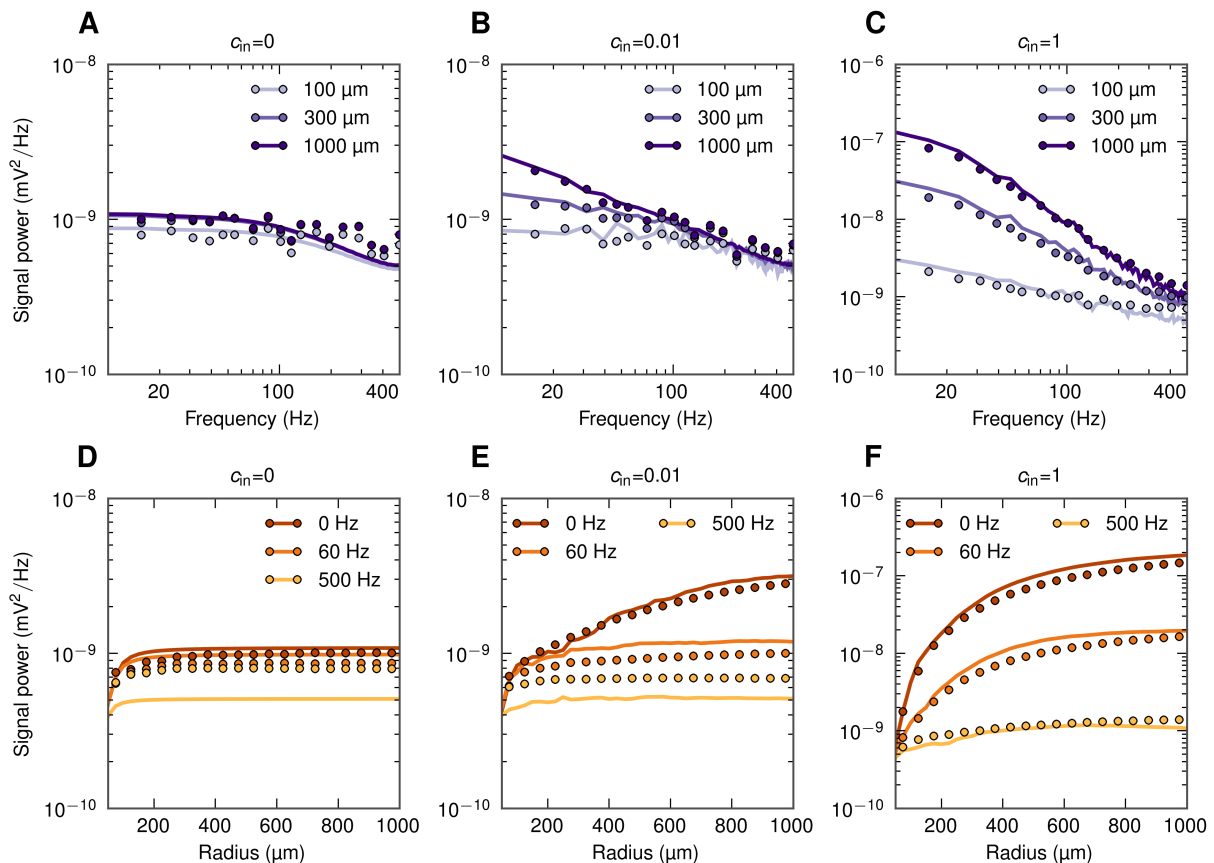 A
c_in=0
10⁻⁸
10⁻⁹
10⁻¹⁰
Signal power (mV²/Hz)
100 µm
300 µm
1000 µm
20 100 400
Frequency (Hz)
B
c_in=0.01
10⁻⁸
10⁻⁹
10⁻¹⁰
100 µm
300 µm
1000 µm
20 100 400
Frequency (Hz)
C
c_in=1
10⁻⁶
10⁻⁷
10⁻⁸
10⁻⁹
10⁻¹⁰
100 µm
300 µm
1000 µm
20 100 400
Frequency (Hz)
D
c_in=0
10⁻⁸
10⁻⁹
10⁻¹⁰
Signal power (mV²/Hz)
0 Hz
60 Hz
500 Hz
200 400 600 800 1000
Radius (µm)
E
c_in=0.01
10⁻⁸
10⁻⁹
10⁻¹⁰
0 Hz 500 Hz
60 Hz
200 400 600 800 1000
Radius (µm)
F
c_in=1
10⁻⁶
10⁻⁷
10⁻⁸
10⁻⁹
10⁻¹⁰
0 Hz 500 Hz
60 Hz
200 400 600 800 1000
Radius (µm)